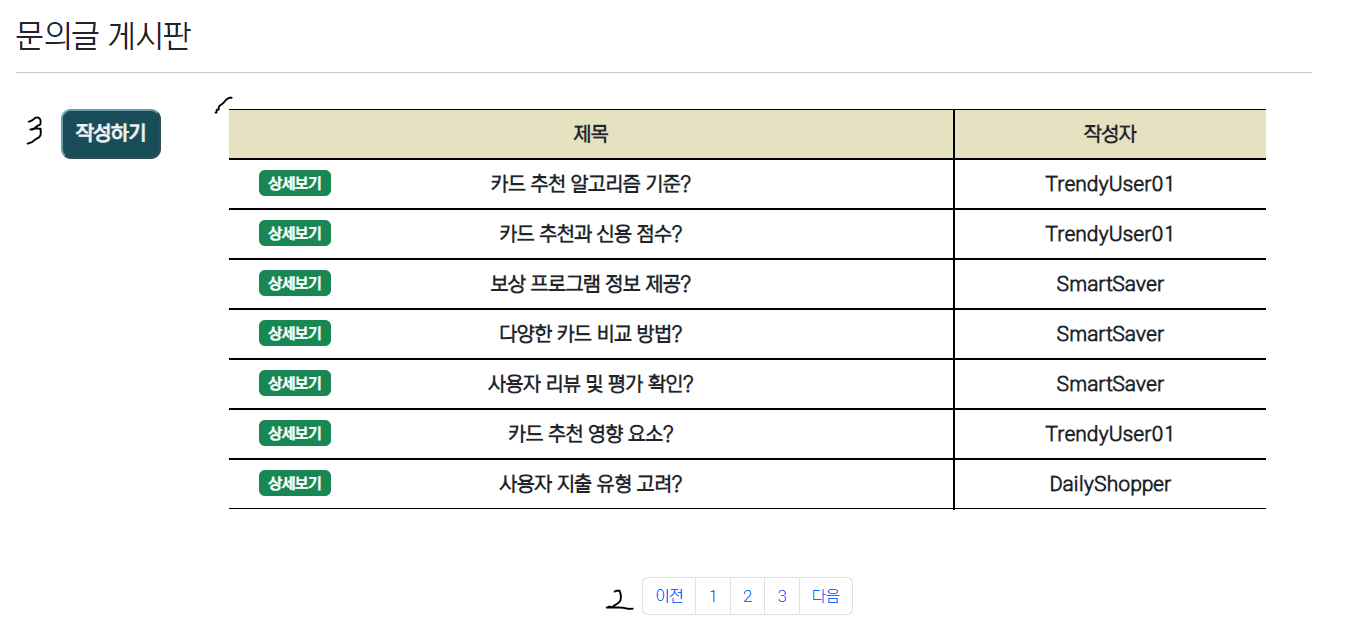 문의글 게시판
3 작성하기
1 제목 작성자
상세보기 카드 추천 알고리즘 기준? TrendyUser01
상세보기 카드 추천과 신용 점수? TrendyUser01
상세보기 보상 프로그램 정보 제공? SmartSaver
상세보기 다양한 카드 비교 방법? SmartSaver
상세보기 사용자 리뷰 및 평가 확인? SmartSaver
상세보기 카드 추천 영향 요소? TrendyUser01
상세보기 사용자 지출 유형 고려? DailyShopper
2 이전 1 2 3 다음